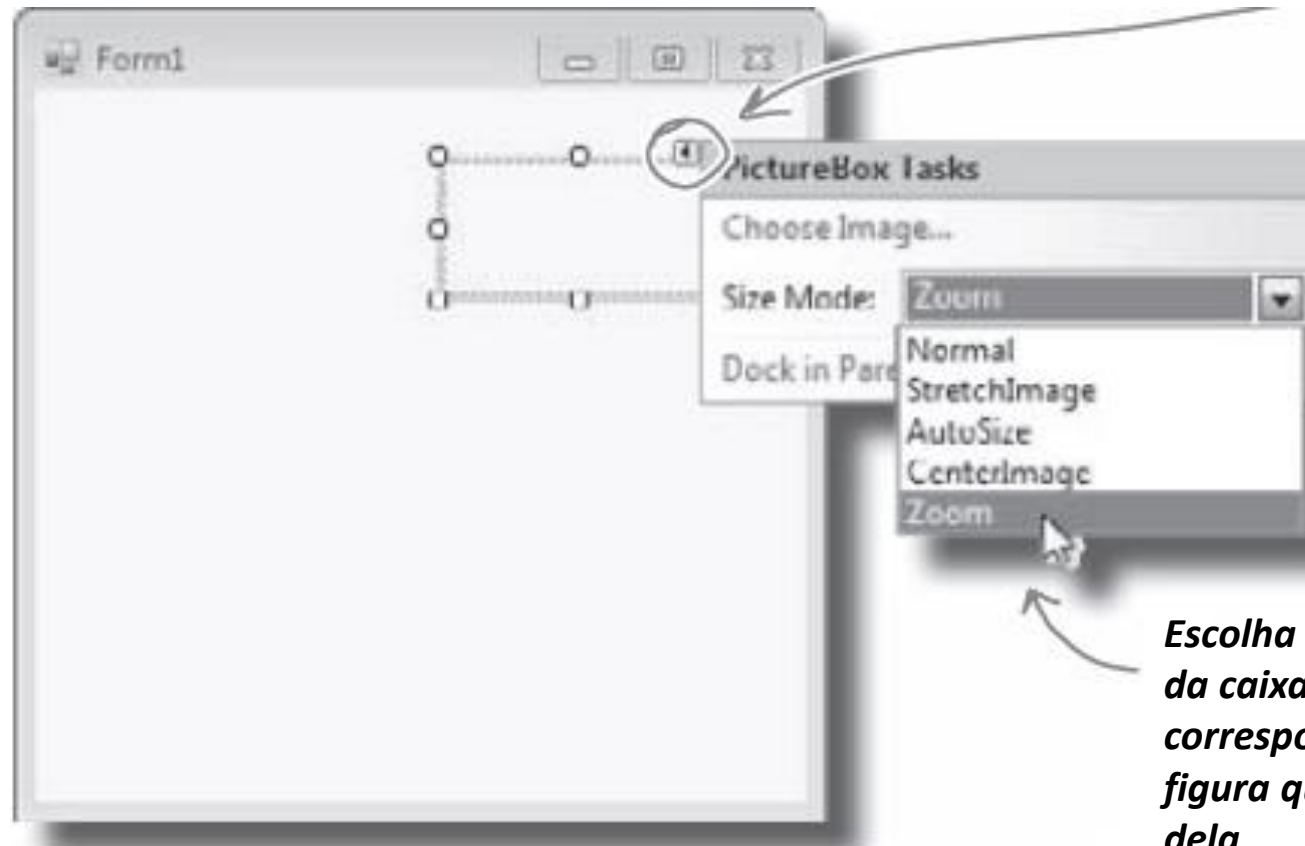 Form1
PictureBox Tasks
Choose Image...
Size Mode: Zoom
Normal
Dock in Pare
StretchImage
AutoSize
CenterImage
Zoom
Escolha
da caixa
corresp
figura q
dela